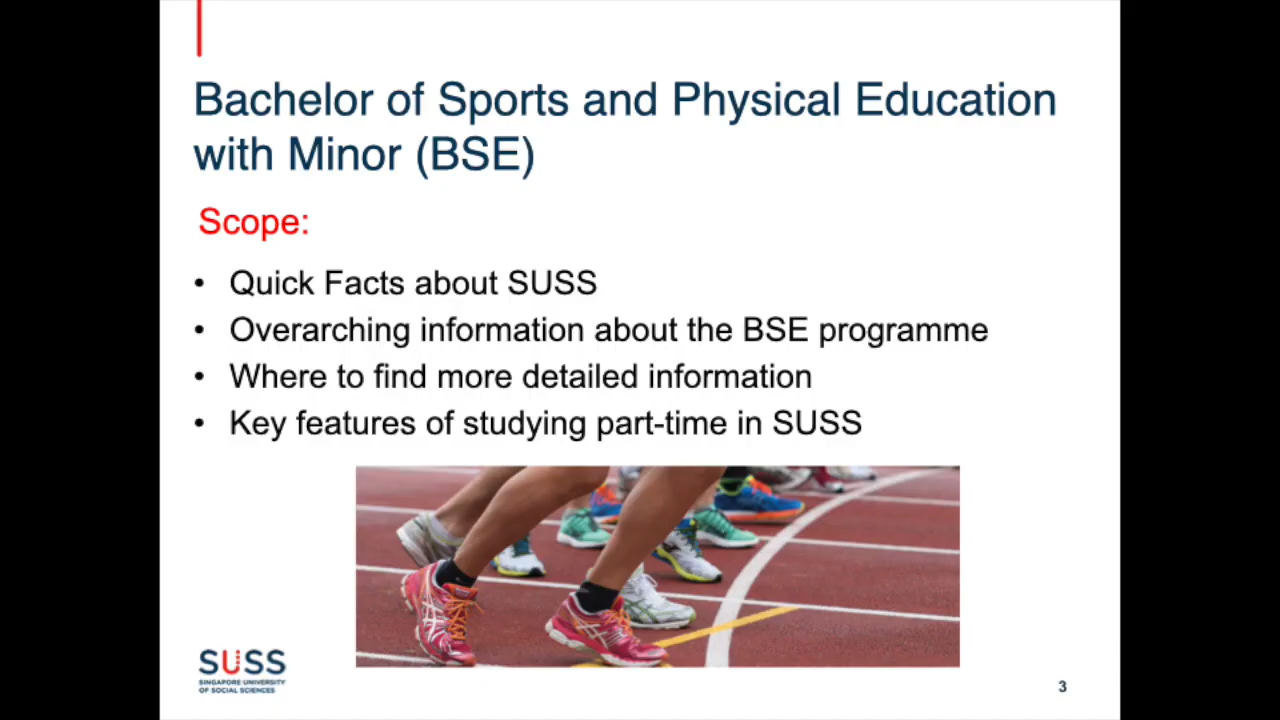 Bachelor of Sports and Physical Education
with Minor (BSE)
Scope:
• Quick Facts about SUSS
• Overarching information about the BSE programme
• Where to find more detailed information
• Key features of studying part-time in SUSS
SUSS
SINGAPORE UNIVERSITY
OF SOCIAL SCIENCES
3